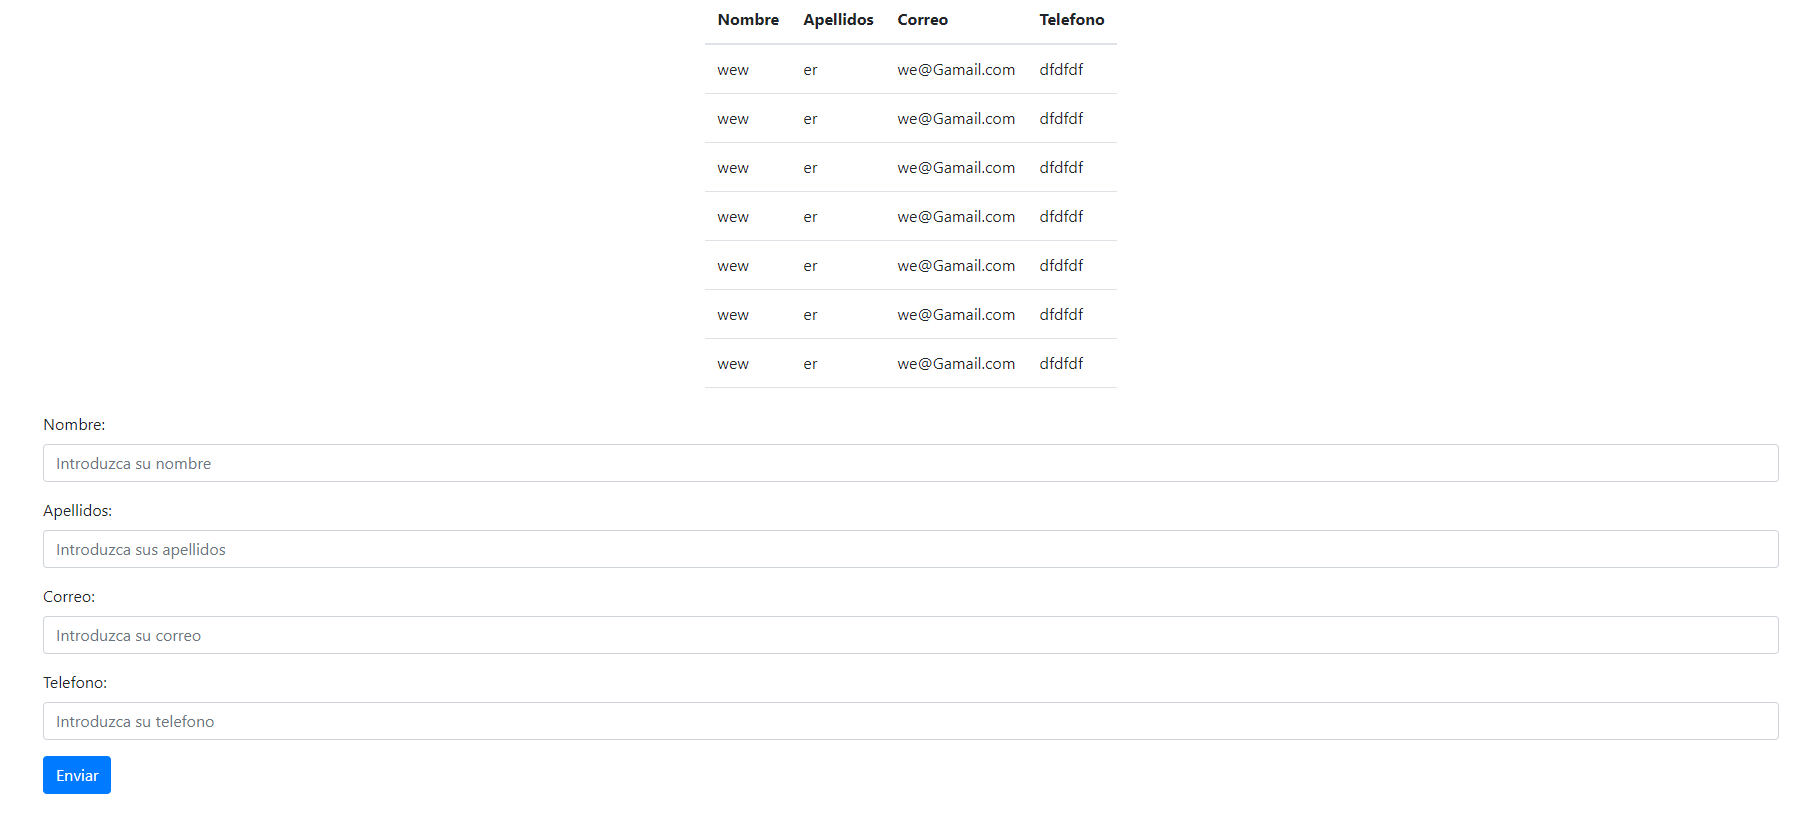 Nombre Apellidos Correo Telefono
wew er we@Gamail.com dfdfdf
wew er we@Gamail.com dfdfdf
wew er we@Gamail.com dfdfdf
wew er we@Gamail.com dfdfdf
wew er we@Gamail.com dfdfdf
wew er we@Gamail.com dfdfdf
wew er we@Gamail.com dfdfdf
Nombre:
Introduzca su nombre
Apellidos:
Introduzca sus apellidos
Correo:
Introduzca su correo
Telefono:
Introduzca su telefono
Enviar